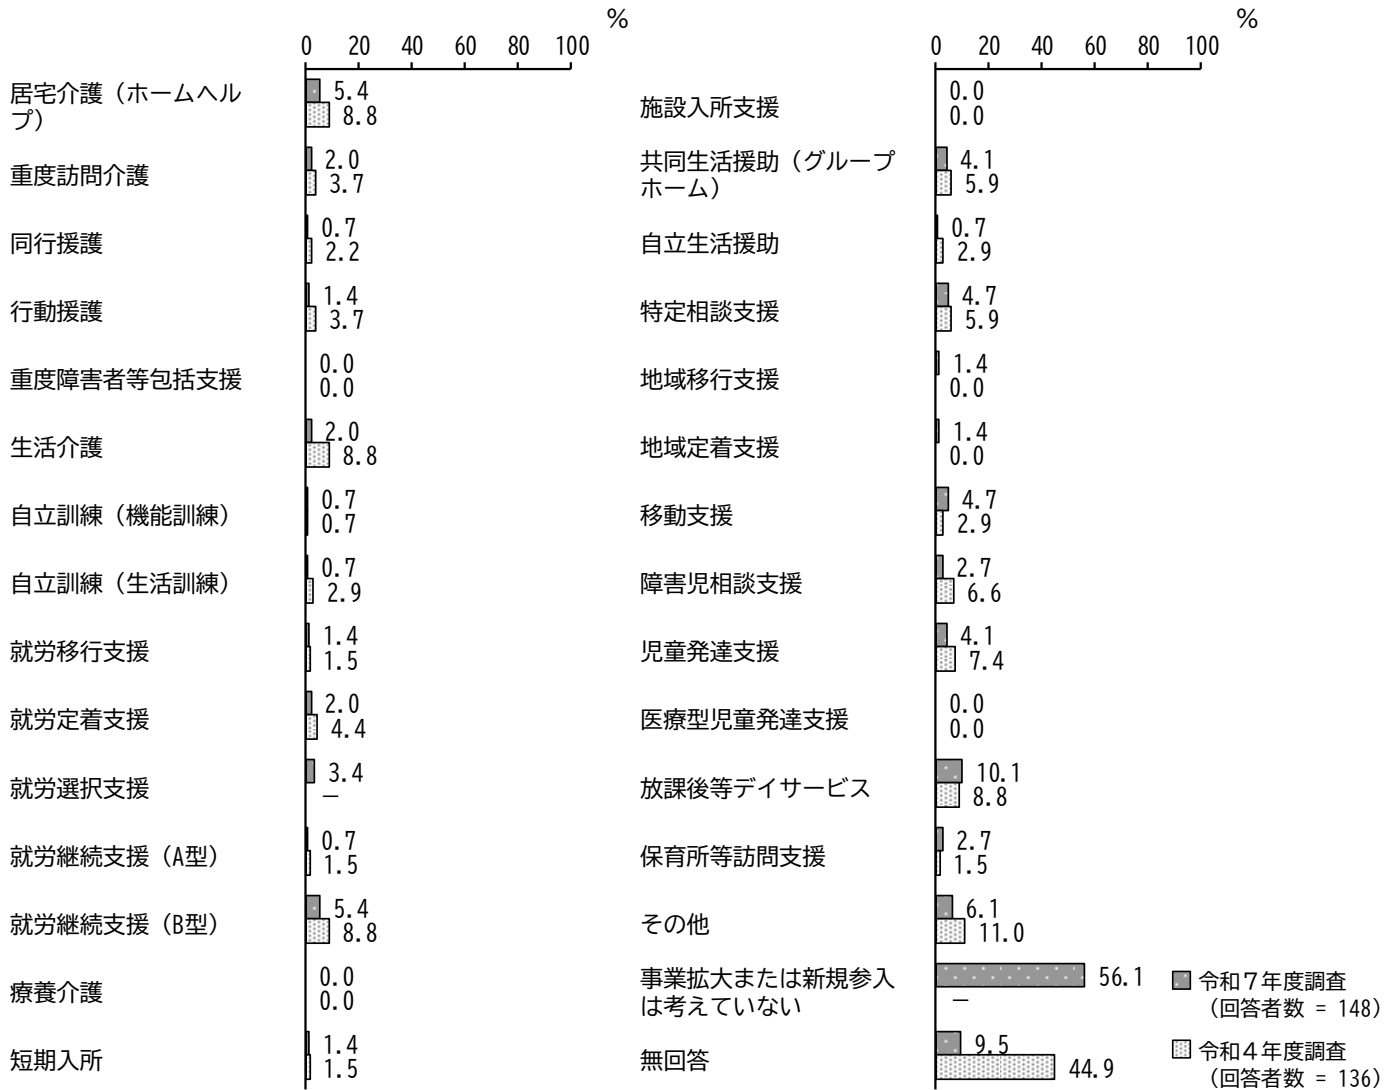 %
0 20 40 60 80 100
居宅介護（ホームヘル
プ）
5.4
8.8
重度訪問介護
2.0
3.7
同行援護
0.7
2.2
行動援護
1.4
3.7
重度障害者等包括支援
0.0
0.0
生活介護
2.0
8.8
自立訓練（機能訓練）
0.7
0.7
自立訓練（生活訓練）
0.7
2.9
就労移行支援
1.4
1.5
就労定着支援
2.0
4.4
就労選択支援
3.4
－
就労継続支援（A型）
0.7
1.5
就労継続支援（B型）
5.4
8.8
療養介護
0.0
0.0
短期入所
1.4
1.5
%
0 20 40 60 80 100
施設入所支援
0.0
0.0
共同生活援助（グループ
ホーム）
4.1
5.9
自立生活援助
0.7
2.9
特定相談支援
4.7
5.9
地域移行支援
1.4
0.0
地域定着支援
1.4
0.0
移動支援
4.7
2.9
障害児相談支援
2.7
6.6
児童発達支援
4.1
7.4
医療型児童発達支援
0.0
0.0
放課後等デイサービス
10.1
8.8
保育所等訪問支援
2.7
1.5
その他
6.1
11.0
事業拡大または新規参入
は考えていない
56.1
－
無回答
9.5
44.9
令和７年度調査
（回答者数 = 148）
令和４年度調査
（回答者数 = 136）